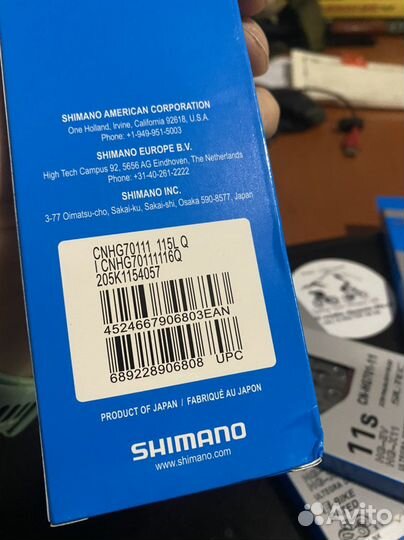 SHIMANO AMERICAN CORPORATION
One Holland, Irvine, California 92618, U.S.A.
Phone: +1-949-951-5003
SHIMANO EUROPE B.V.
High Tech Campus 92, 5656 AG Eindhoven, The Netherlands
Phone: +31-40-261-2222
SHIMANO INC.
3-77 Oimatsu-cho, Sakai-ku, Sakai, Osaka 590-8577, Japan
CNHG70111 115L Q
I CNHG70111116Q
205K1154057
4524667906803EAN
689228906808 UPC
PRODUCT OF JAPAN / FABRIQUÉ AU JAPON
SHIMANO
www.shimano.com
CN-HG701-11
11s
Avito